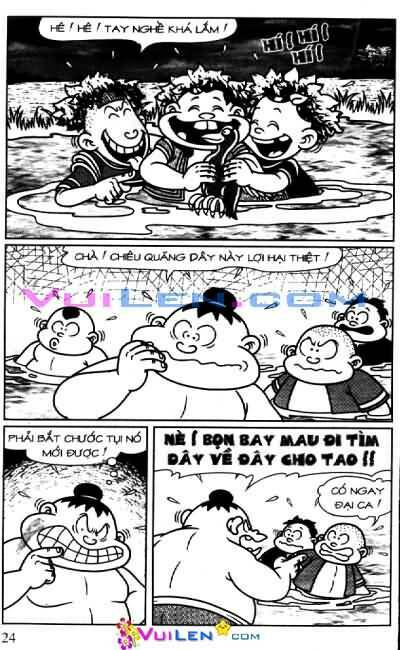 HÊ! HÊ! TAY NGHỀ KHÁ LẮM!
HÍ! HÍ!
HÍ!
CHÀ! CHIÊU QUĂNG DÂY NÀY LỢI HẠI THIỆT!
VUILEN.COM
PHẢI BẮT CHƯỚC TỤI NÓ
MỚI ĐƯỢC!
NÈ! BỌN BAY MAU ĐI TÌM
DÂY VỀ ĐÂY CHO TAO!!
CÓ NGAY
ĐẠI CA!
24
VUILEN.COM